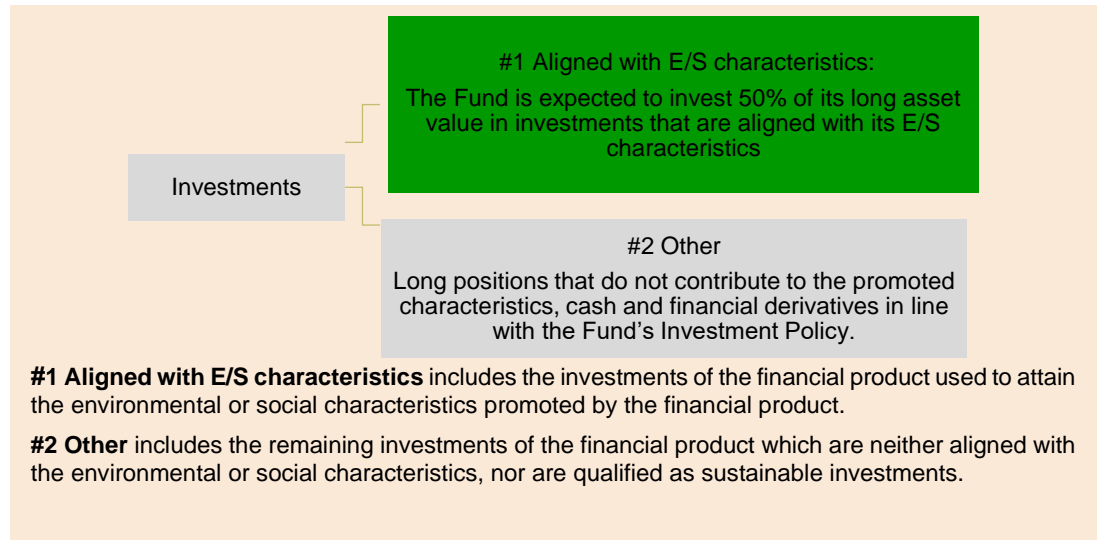 #1 Aligned with E/S characteristics:
The Fund is expected to invest 50% of its long asset
value in investments that are aligned with its E/S
characteristics
Investments
#2 Other
Long positions that do not contribute to the promoted
characteristics, cash and financial derivatives in line
with the Fund’s Investment Policy.
#1 Aligned with E/S characteristics includes the investments of the financial product used to attain
the environmental or social characteristics promoted by the financial product.
#2 Other includes the remaining investments of the financial product which are neither aligned with
the environmental or social characteristics, nor are qualified as sustainable investments.